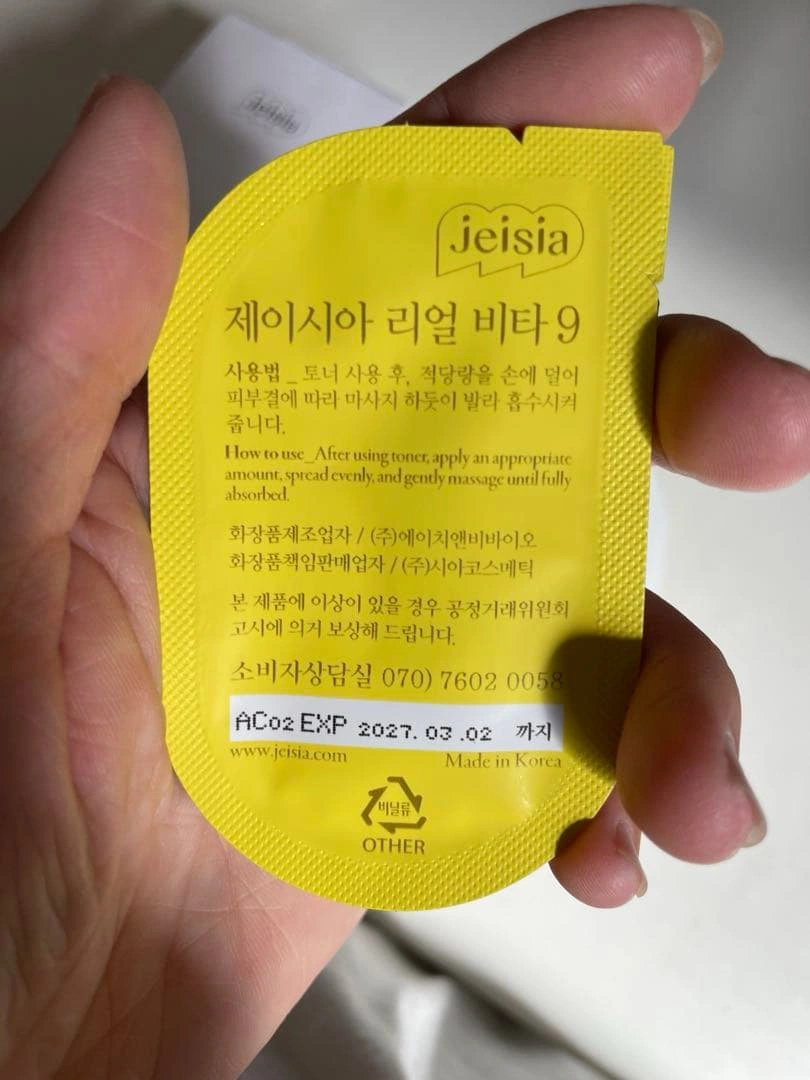 jeisia
제이시아 리얼 비타 9
사용법 _ 토너 사용 후, 적당량을 손에 덜어
피부결에 따라 마사지 하듯이 발라 흡수시켜
줍니다.
How to use_After using toner, apply an appropriate
amount, spread evenly, and gently massage until fully
absorbed.
화장품제조업자 / (주)에이치앤비바이오
화장품책임판매업자 / (주)시아코스메틱
본 제품에 이상이 있을 경우 공정거래위원회
고시에 의거 보상해 드립니다.
소비자상담실 070) 7602 0058
AC02 EXP 2027. 03 .02 까지
www.jeisia.com Made in Korea
비닐류
OTHER